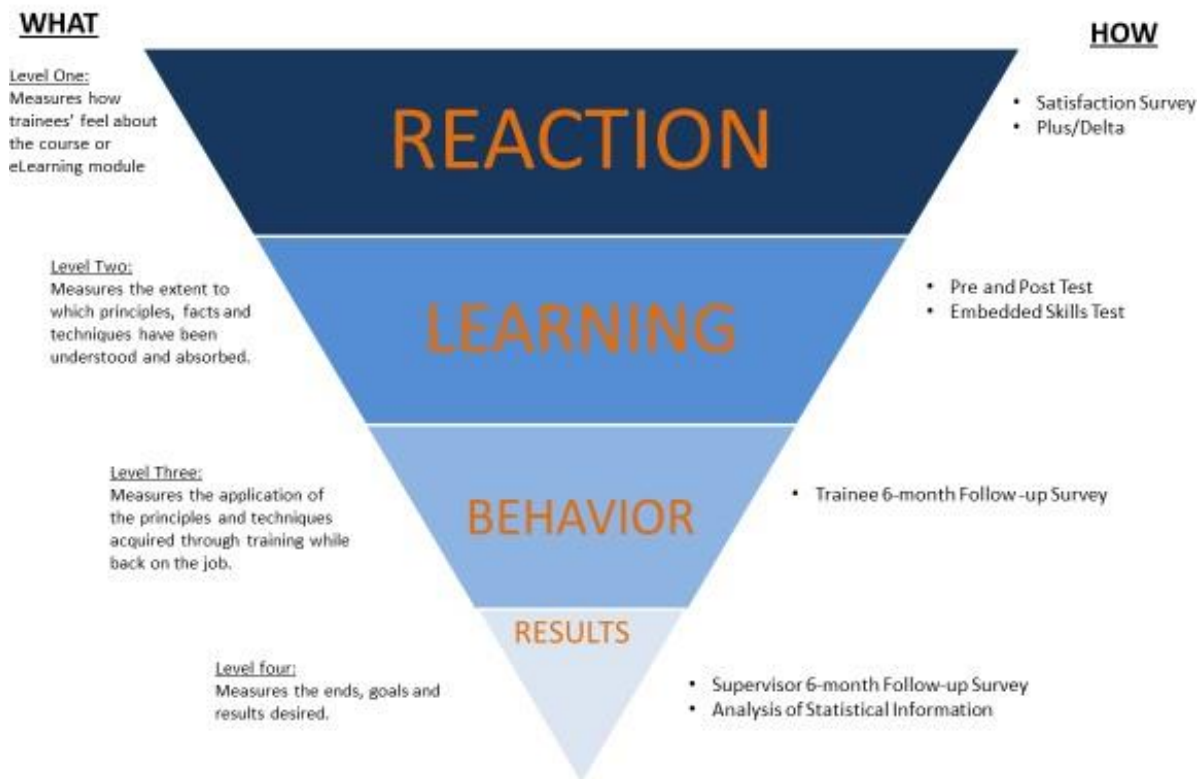 WHAT
HOW
Level One:
Measures how
trainees' feel about
the course or
eLearning module
REACTION
• Satisfaction Survey
• Plus/Delta
Level Two:
Measures the extent to
which principles, facts and
techniques have been
understood and absorbed.
LEARNING
• Pre and Post Test
• Embedded Skills Test
Level Three:
Measures the application of
the principles and techniques
acquired through training while
back on the job.
BEHAVIOR
• Trainee 6-month Follow-up Survey
Level four:
Measures the ends, goals and
results desired.
RESULTS
• Supervisor 6-month Follow-up Survey
• Analysis of Statistical Information